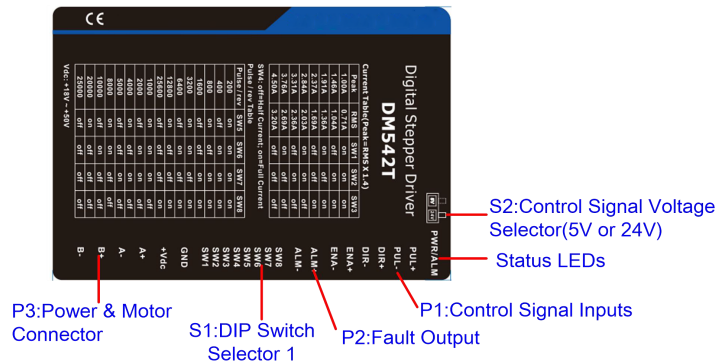 CE
Digital Stepper Driver
DM542T
Current Table(Peak=RMS X 1.4)
Peak RMS SW1 SW2 SW3
1.00A 0.71A on on on
1.46A 1.04A off on on
1.91A 1.36A on off on
2.37A 1.69A off off on
2.84A 2.03A on on off
3.31A 2.36A off on off
3.76A 2.69A on off off
4.50A 3.20A off off off
SW4: off=Half Current; on=Full Current
Pulse/rev Table
Pulse/rev SW5 SW6 SW7 SW8
200 on on on on
400 off on on on
800 on off on on
1600 off off on on
3200 on on off on
6400 off on off on
12800 on off off on
25600 off off off on
1000 on on on off
2000 off on on off
4000 on off on off
5000 off off on off
8000 on on off off
10000 off on off off
20000 on off off off
25000 off off off off
Vdc: +18V ~ +50V
5V 24V
PWR/ALM
PUL+
PUL-
DIR+
DIR-
ENA+
ENA-
ALM+
ALM-
SW8
SW7
SW6
SW5
SW4
SW3
SW2
SW1
GND
+Vdc
A+
A-
B+
B-
S2:Control Signal Voltage
Selector(5V or 24V)
Status LEDs
P1:Control Signal Inputs
P2:Fault Output
S1:DIP Switch
Selector 1
P3:Power & Motor
Connector